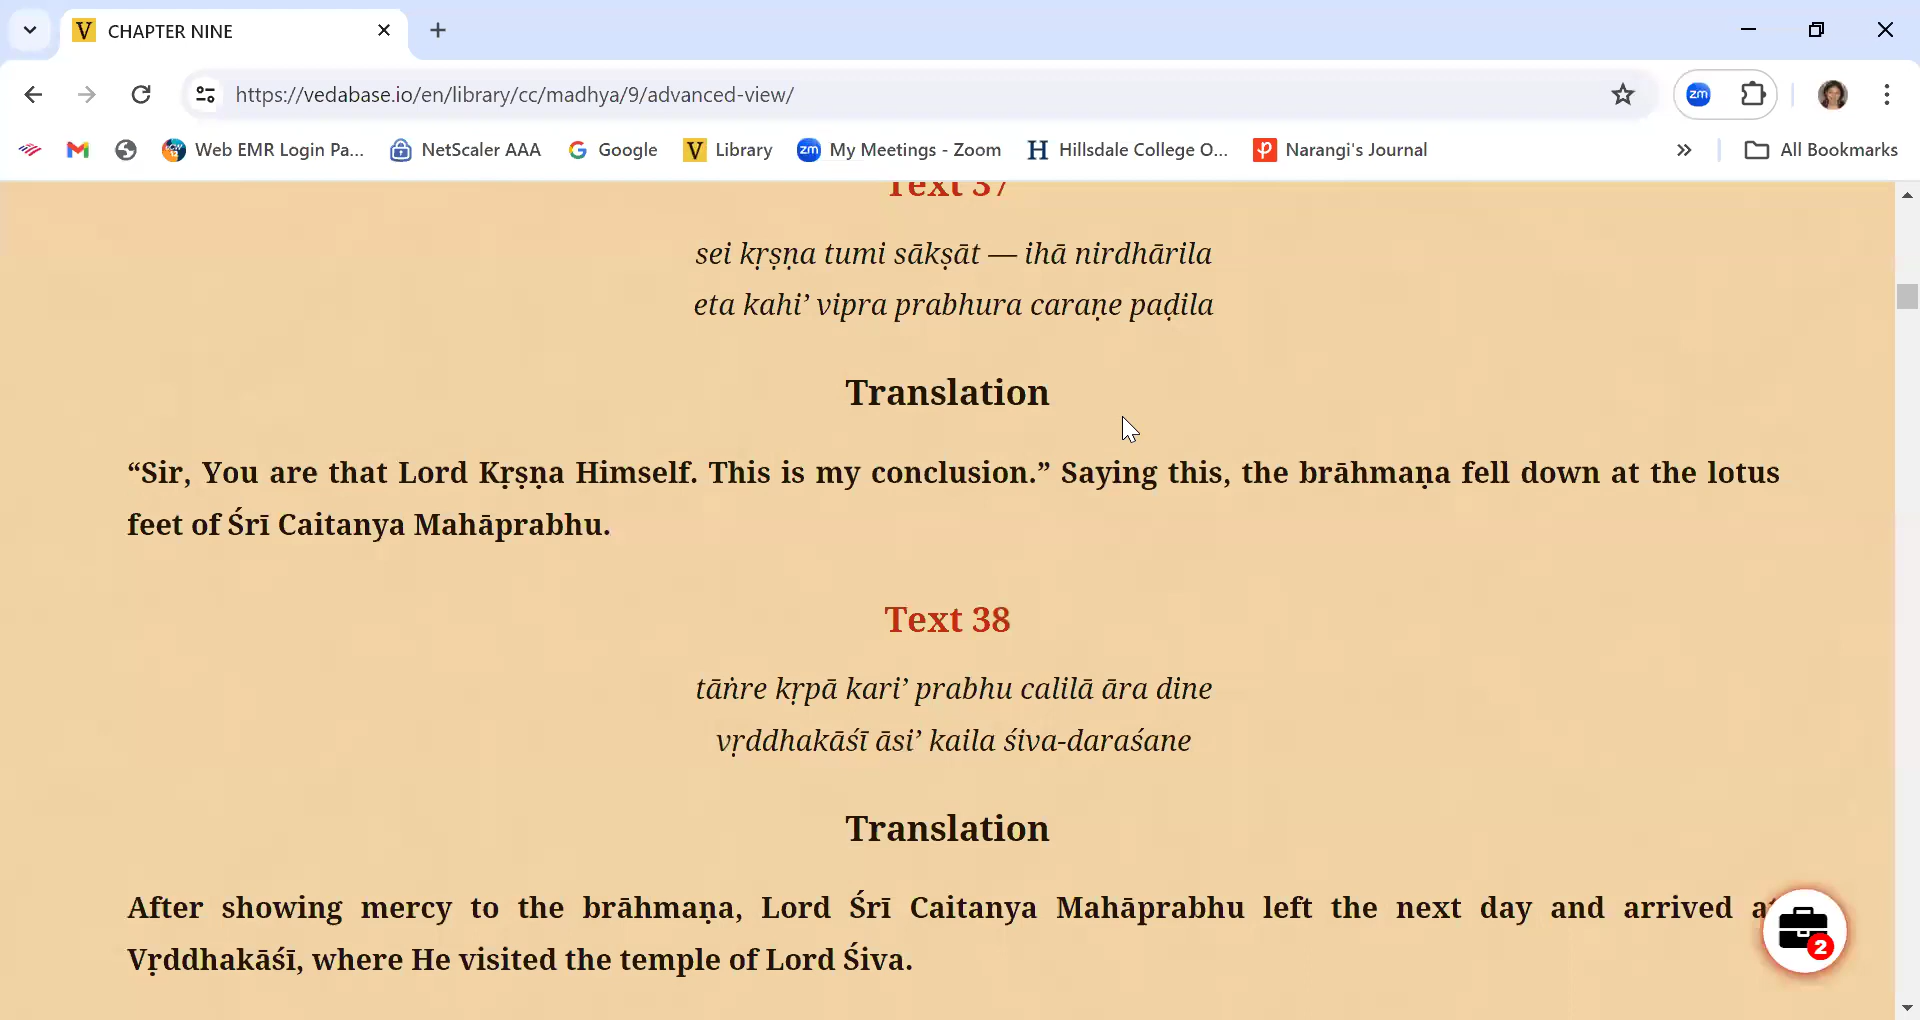 CHAPTER NINE
https://vedabase.io/en/library/cc/madhya/9/advanced-view/
zm
Web EMR Login Pa... NetScaler AAA Google Library My Meetings - Zoom Hillsdale College O... Narangi's Journal » All Bookmarks
Text 37
sei kṛṣṇa tumi sākṣāt — ihā nirdhārila
eta kahi’ vipra prabhura caraṇe paḍila
Translation
“Sir, You are that Lord Kṛṣṇa Himself. This is my conclusion.” Saying this, the brāhmaṇa fell down at the lotus
feet of Śrī Caitanya Mahāprabhu.
Text 38
tāṅre kṛpā kari’ prabhu calilā āra dine
vṛddhakāśī āsi’ kaila śiva-daraśane
Translation
After showing mercy to the brāhmaṇa, Lord Śrī Caitanya Mahāprabhu left the next day and arrived at
Vṛddhakāśī, where He visited the temple of Lord Śiva.
2